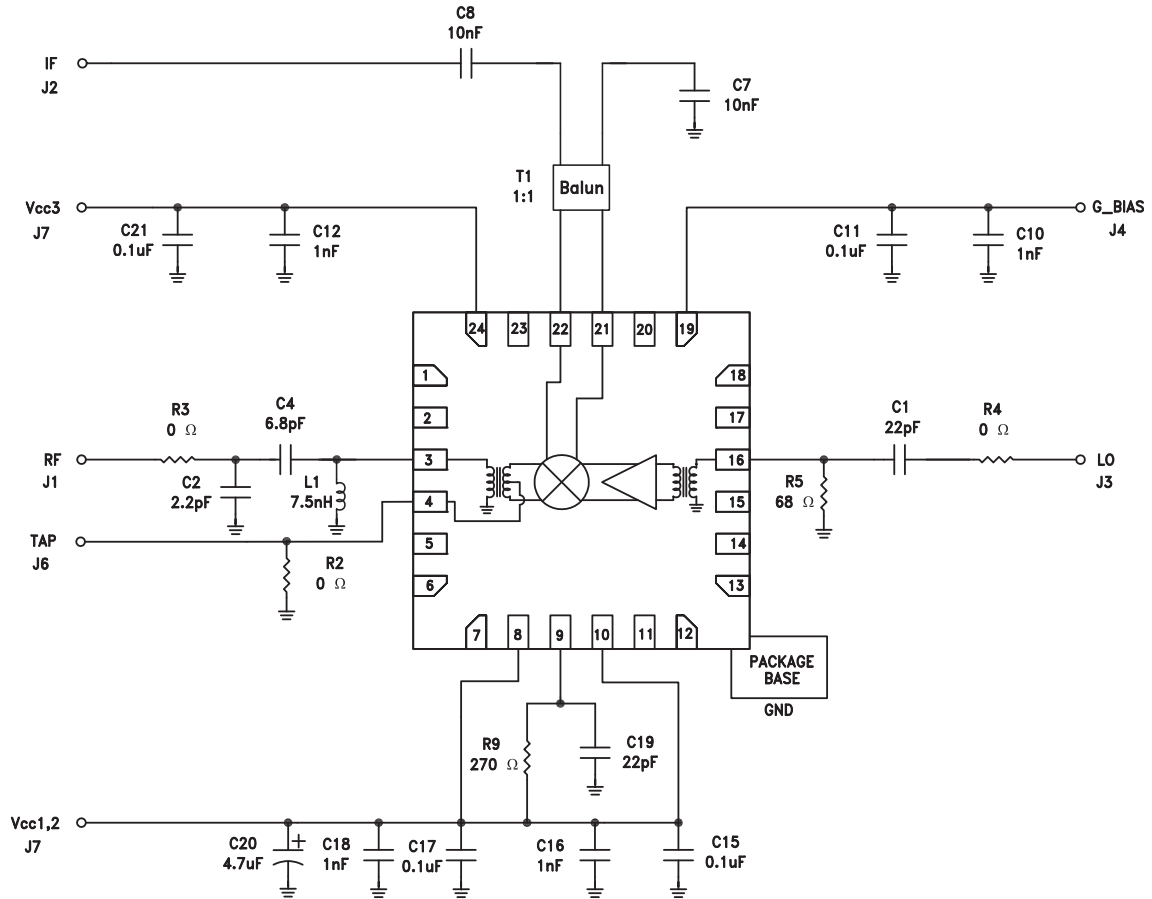 C8
10nF
IF
J2
C7
10nF
T1
1:1
Balun
Vcc3
J7
C21
0.1uF
C12
1nF
C11
0.1uF
C10
1nF
G_BIAS
J4
24
23
22
21
20
19
1
2
3
4
5
6
18
17
16
15
14
13
7
8
9
10
11
12
RF
J1
R3
0 Ω
C4
6.8pF
C2
2.2pF
L1
7.5nH
TAP
J6
R2
0 Ω
C1
22pF
R4
0 Ω
LO
J3
R5
68 Ω
PACKAGE
BASE
GND
R9
270 Ω
C19
22pF
Vcc1,2
J7
C20
4.7uF
+
C18
1nF
C17
0.1uF
C16
1nF
C15
0.1uF